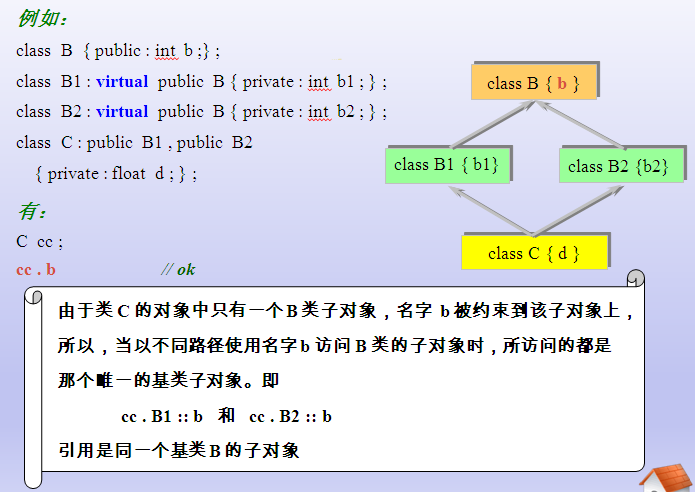 例如：
class B { public : int b ;} ;
class B1 : virtual public B { private : int b1 ; } ;
class B2 : virtual public B { private : int b2 ; } ;
class C : public B1 , public B2
{ private : float d ; } ;
有：
C cc ;
cc . b // ok
class B { b }
class B1 { b1}
class B2 {b2}
class C { d }
由于类 C 的对象中只有一个 B 类子对象，名字 b 被约束到该子对象上，
所以，当以不同路径使用名字 b 访问 B 类的子对象时，所访问的都是
那个唯一的基类子对象。即
cc . B1 :: b 和 cc . B2 :: b
引用是同一个基类 B 的子对象